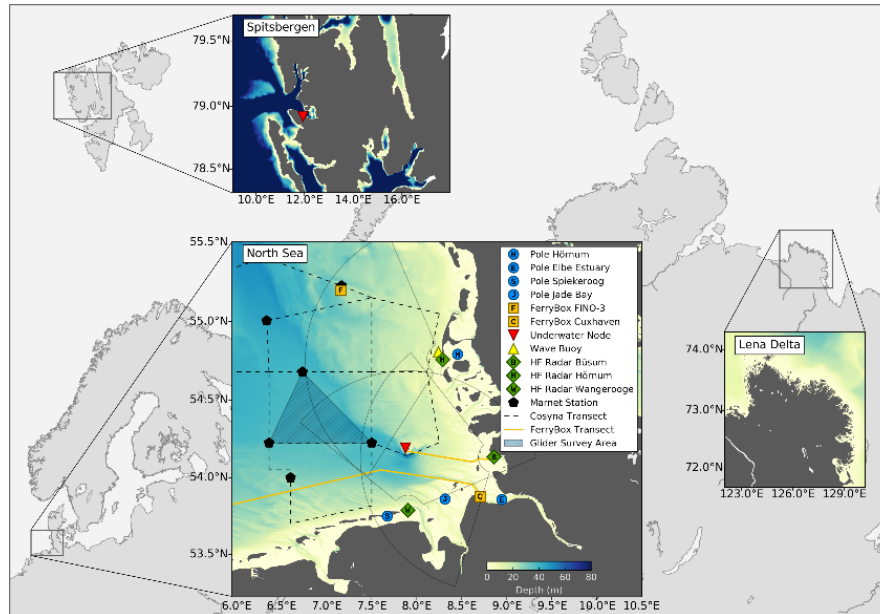 Spitsbergen
79.5°N
79.0°N
78.5°N
10.0°E 12.0°E 14.0°E 16.0°E
North Sea
55.5°N
55.0°N
54.5°N
54.0°N
53.5°N
6.0°E 6.5°E 7.0°E 7.5°E 8.0°E 8.5°E 9.0°E 9.5°E 10.0°E 10.5°E
H Pole Hörnum
E Pole Elbe Estuary
S Pole Spiekeroog
J Pole Jade Bay
F FerryBox FINO-3
C FerryBox Cuxhaven
Underwater Node
Wave Buoy
B HF Radar Büsum
H HF Radar Hörnum
W HF Radar Wangerooge
Marnet Station
Cosyna Transect
FerryBox Transect
Glider Survey Area
F
H
H
B
J
C
E
S
W
0 20 40 60 80
Depth (m)
Lena Delta
74.0°N
73.0°N
72.0°N
123.0°E 126.0°E 129.0°E